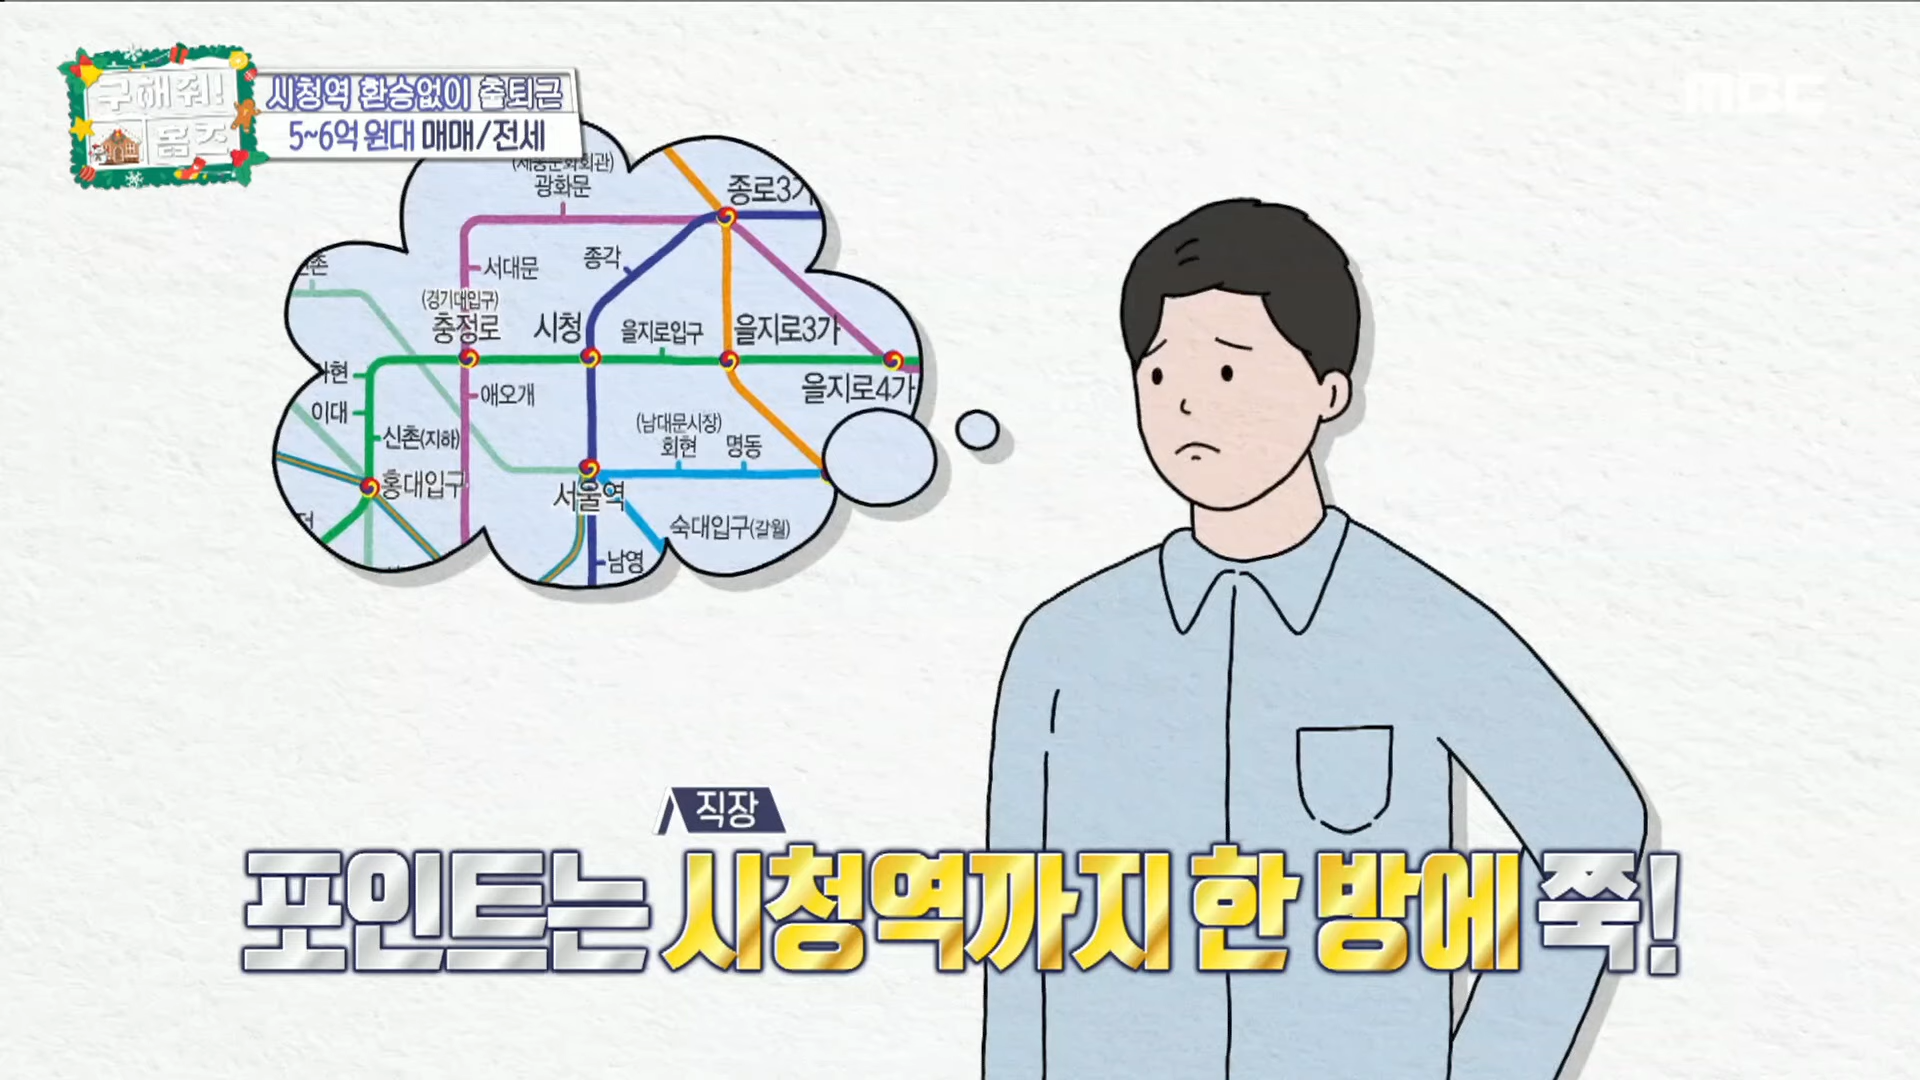 구해줘!
홈즈
시청역 환승없이 출퇴근
5~6억 원대 매매/전세
MBC
(세종문화회관)
광화문
종로3가
종각
서대문
(경기대입구)
충정로
시청
을지로입구
을지로3가
을지로4가
이대
애오개
신촌(지하)
(남대문시장)
회현
명동
홍대입구
서울역
숙대입구(갈월)
남영
직장
포인트는 시청역까지 한 방에 쭉!